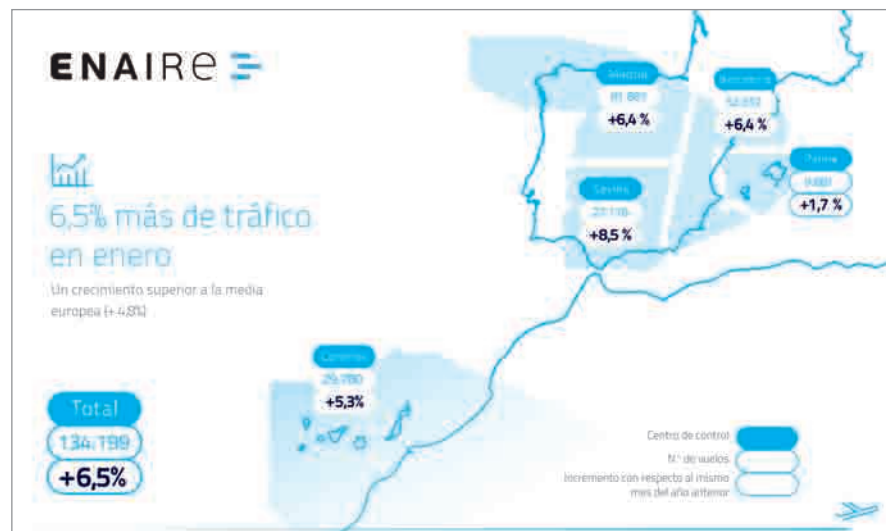 ENAIRE
6,5% más de tráfico
en enero
Un crecimiento superior a la media
europea (+ 4,8%)
Madrid
+6,4 %
Barcelona
+6,4 %
Palma
+1,7 %
Sevilla
+8,5 %
Canarias
29.780
+5,3%
Total
134.199
+6,5%
Centro de control
N.º de vuelos
Incremento con respecto al mismo
mes del año anterior